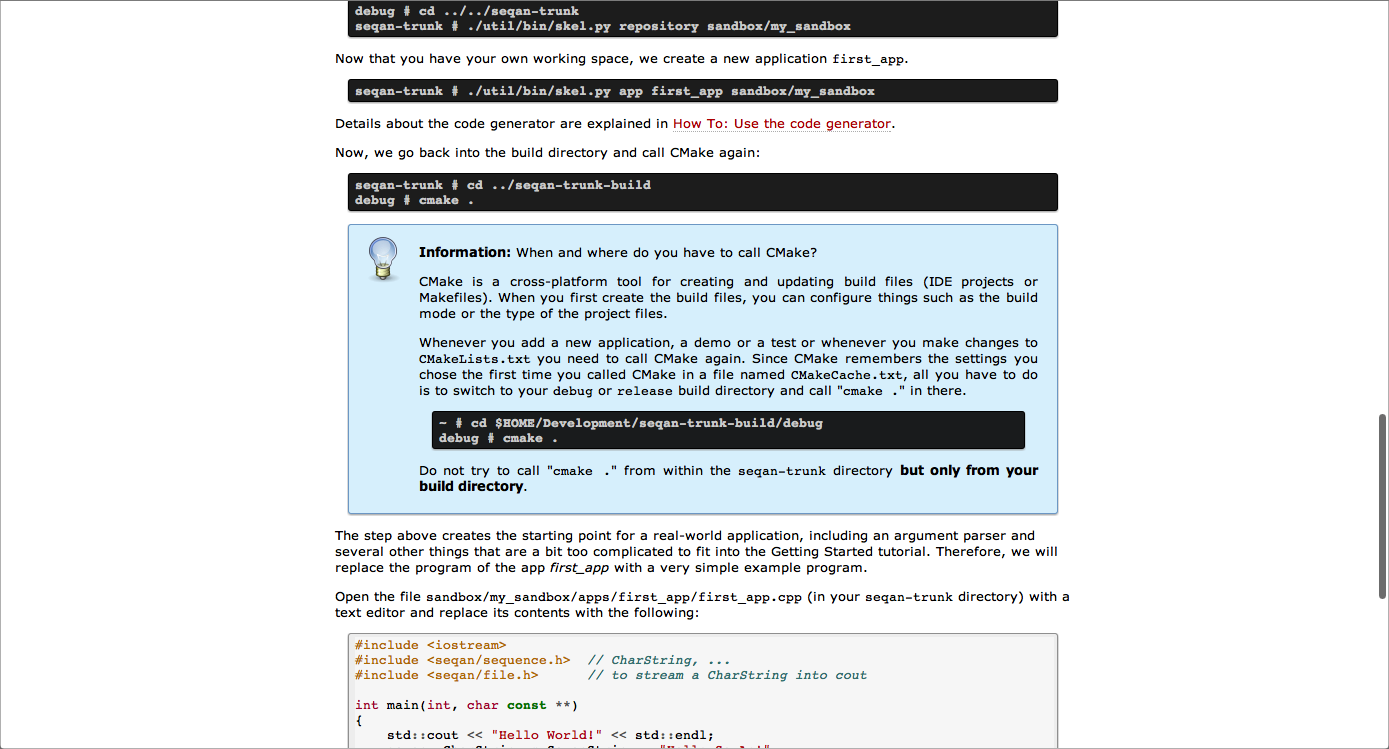 debug # cd ../../seqan-trunk
seqan-trunk # ./util/bin/skel.py repository sandbox/my_sandbox
Now that you have your own working space, we create a new application first_app.
seqan-trunk # ./util/bin/skel.py app first_app sandbox/my_sandbox
Details about the code generator are explained in How To: Use the code generator.
Now, we go back into the build directory and call CMake again:
seqan-trunk # cd ../seqan-trunk-build
debug # cmake .
Information: When and where do you have to call CMake?
CMake is a cross-platform tool for creating and updating build files (IDE projects or
Makefiles). When you first create the build files, you can configure things such as the build
mode or the type of the project files.
Whenever you add a new application, a demo or a test or whenever you make changes to
CMakeLists.txt you need to call CMake again. Since CMake remembers the settings you
chose the first time you called CMake in a file named CMakeCache.txt, all you have to do
is to switch to your debug or release build directory and call "cmake ." in there.
~ # cd $HOME/Development/seqan-trunk-build/debug
debug # cmake .
Do not try to call "cmake ." from within the seqan-trunk directory but only from your
build directory.
The step above creates the starting point for a real-world application, including an argument parser and
several other things that are a bit too complicated to fit into the Getting Started tutorial. Therefore, we will
replace the program of the app first_app with a very simple example program.
Open the file sandbox/my_sandbox/apps/first_app/first_app.cpp (in your seqan-trunk directory) with a
text editor and replace its contents with the following:
#include <iostream>
#include <seqan/sequence.h>  // CharString, ...
#include <seqan/file.h>      // to stream a CharString into cout
int main(int, char const **)
{
    std::cout << "Hello World!" << std::endl;